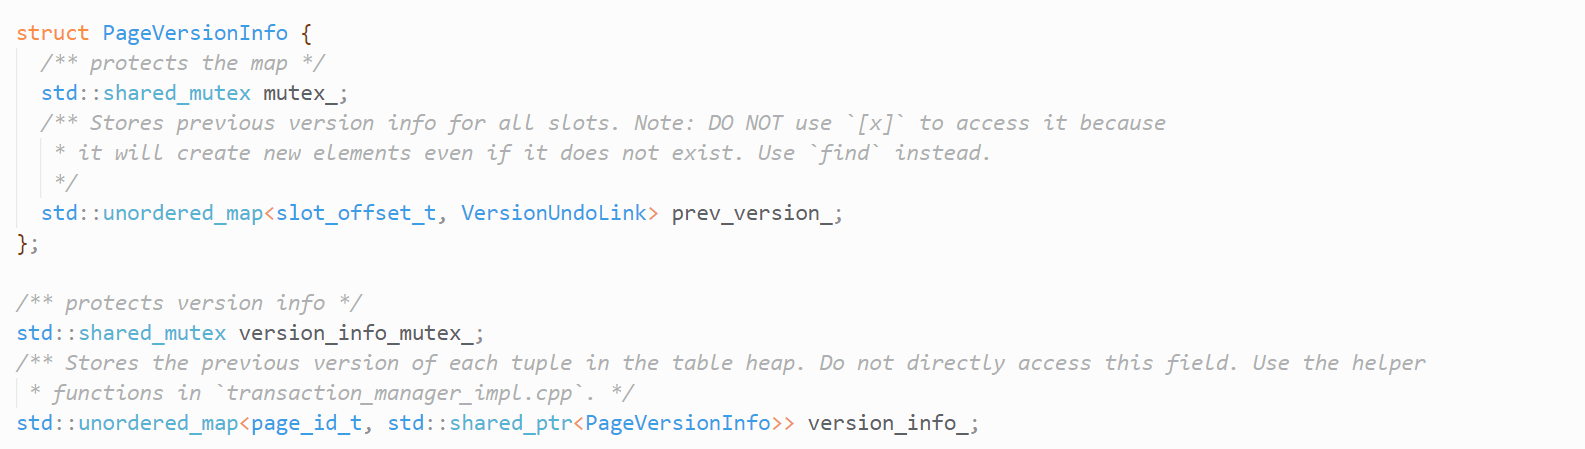 struct PageVersionInfo {
  /** protects the map */
  std::shared_mutex mutex_;
  /** Stores previous version info for all slots. Note: DO NOT use `[x]` to access it because
   * it will create new elements even if it does not exist. Use `find` instead.
   */
  std::unordered_map<slot_offset_t, VersionUndoLink> prev_version_;
};

/** protects version info */
std::shared_mutex version_info_mutex_;
/** Stores the previous version of each tuple in the table heap. Do not directly access this field. Use the helper
 * functions in `transaction_manager_impl.cpp`. */
std::unordered_map<page_id_t, std::shared_ptr<PageVersionInfo>> version_info_;